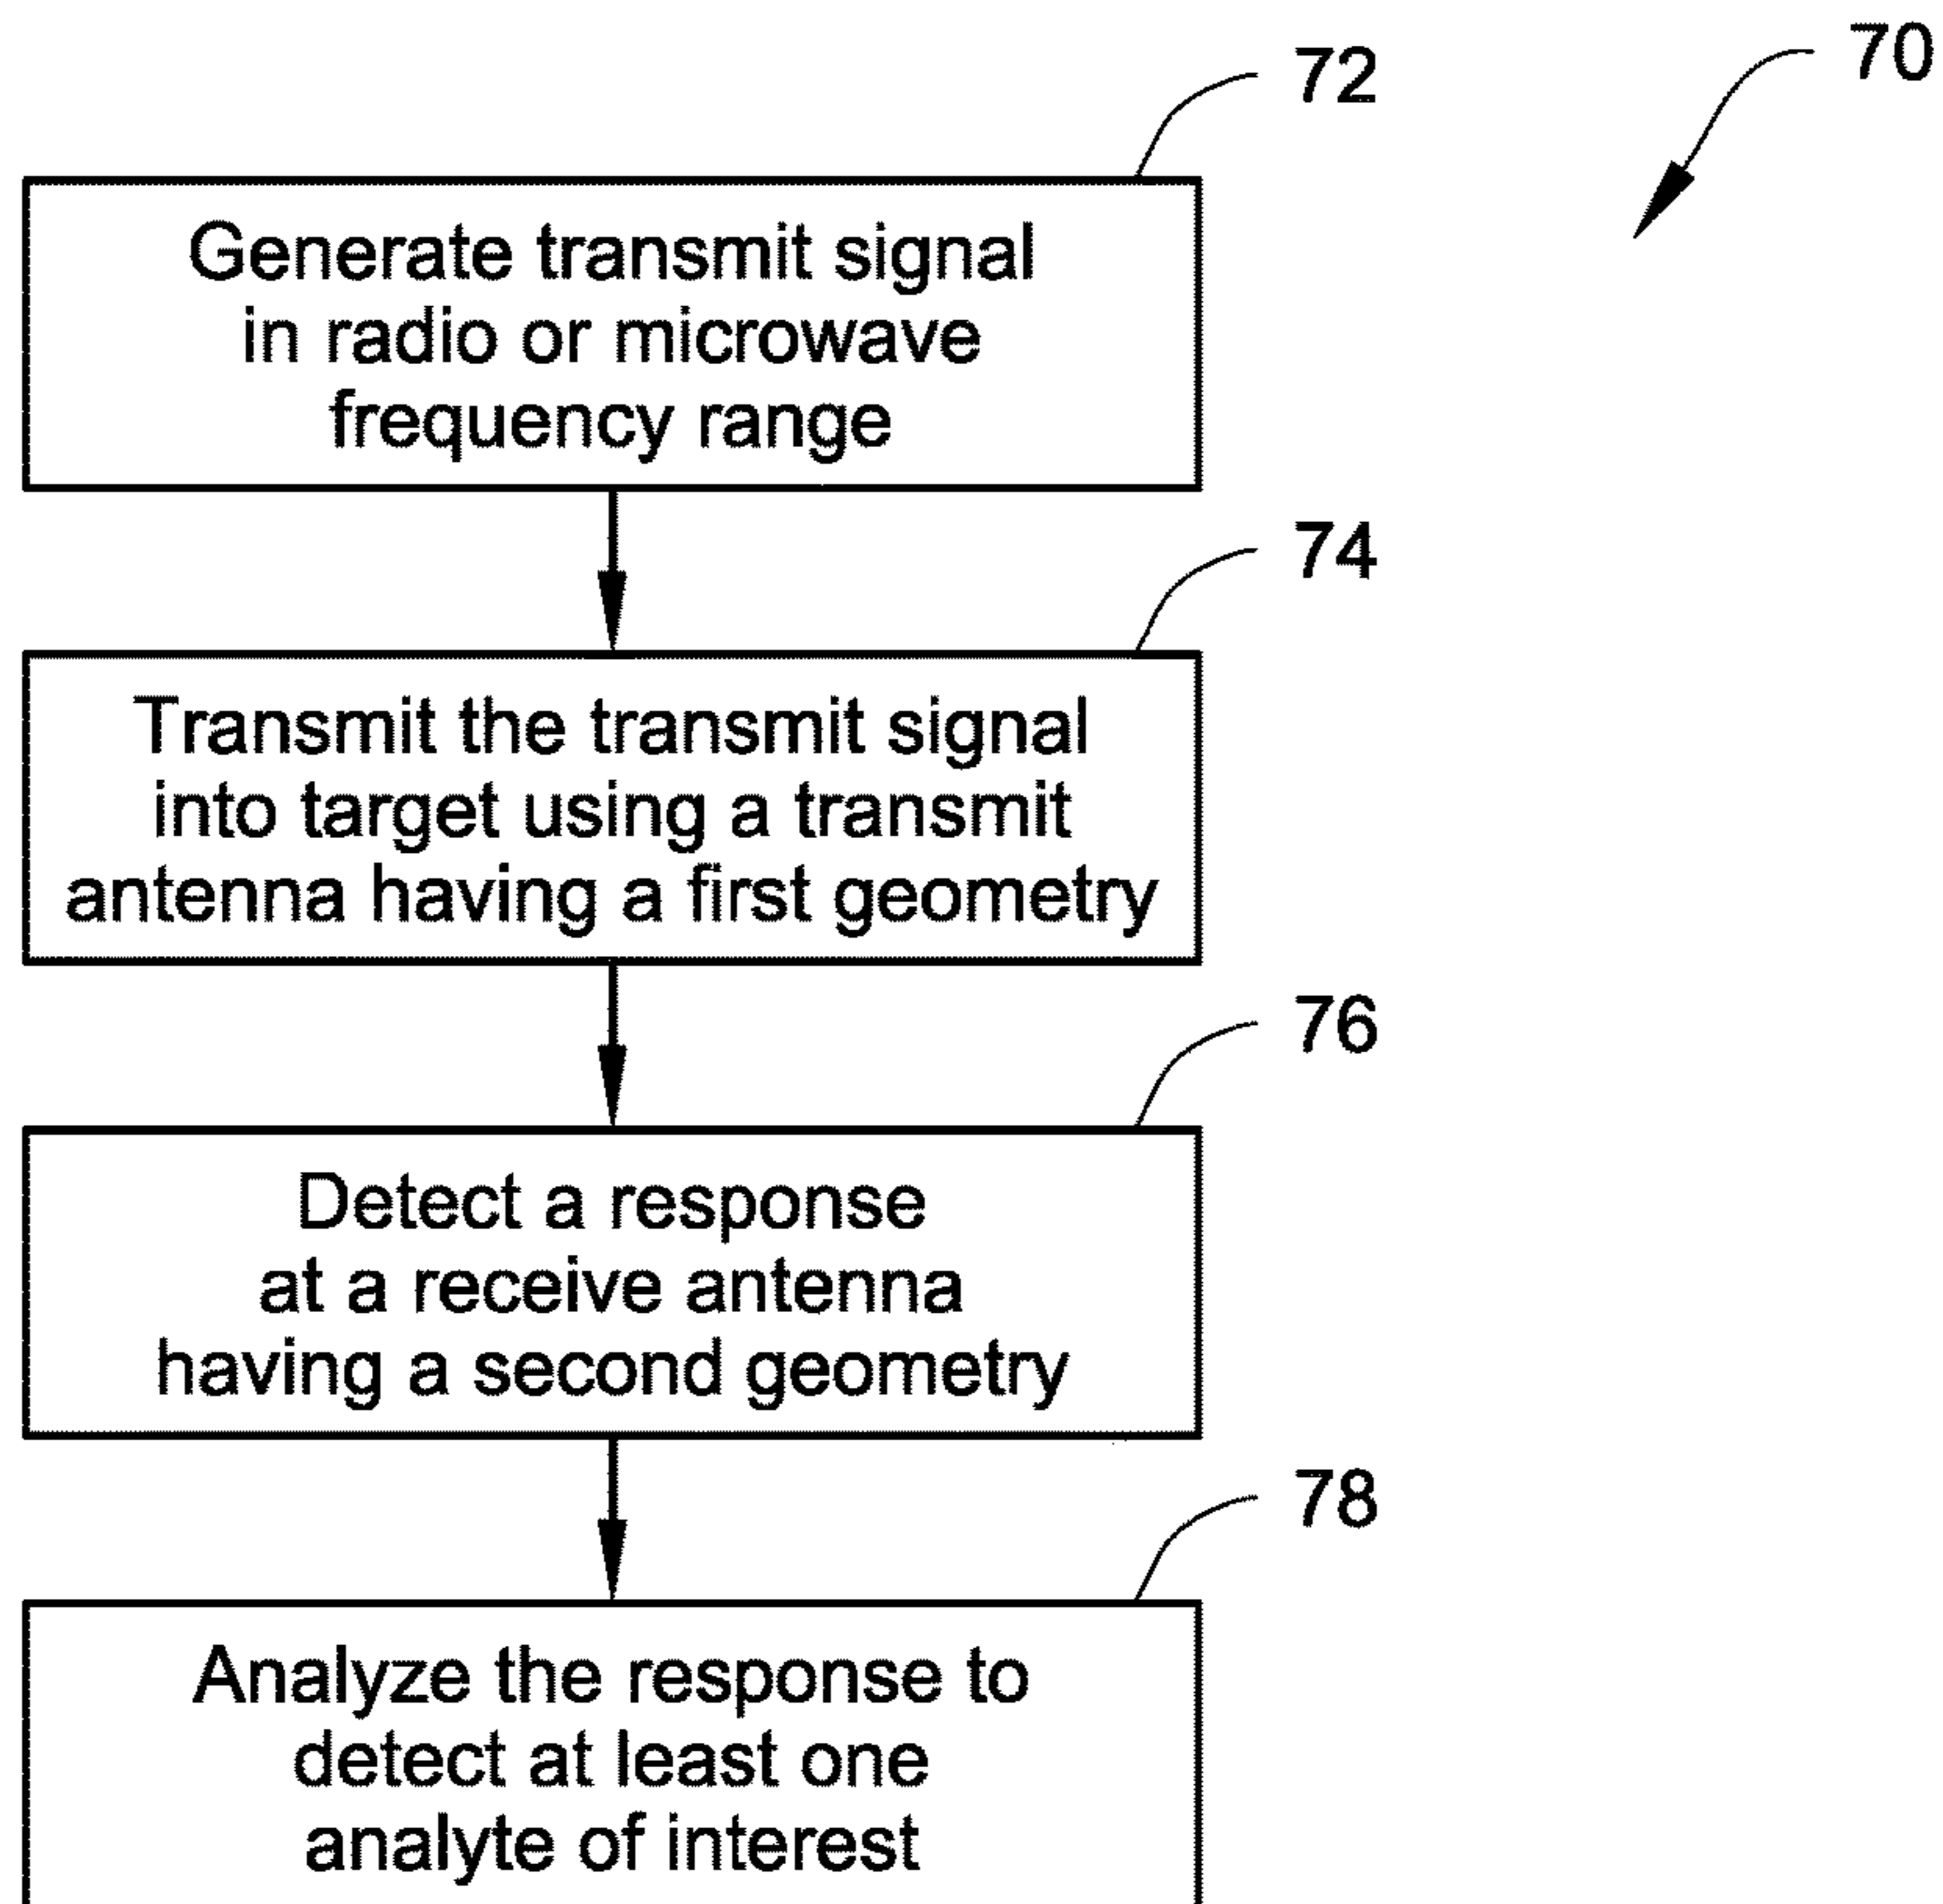 70
72
Generate transmit signal
in radio or microwave
frequency range
74
Transmit the transmit signal
into target using a transmit
antenna having a first geometry
76
Detect a response
at a receive antenna
having a second geometry
78
Analyze the response to
detect at least one
analyte of interest